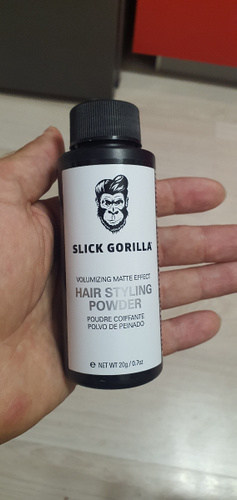 SLICK GORILLA
VOLUMIZING MATTE EFFECT
HAIR STYLING
POWDER
POUDRE COIFFANTE
POLVO DE PEINADO
℮ NET WT 20g / 0.7oz